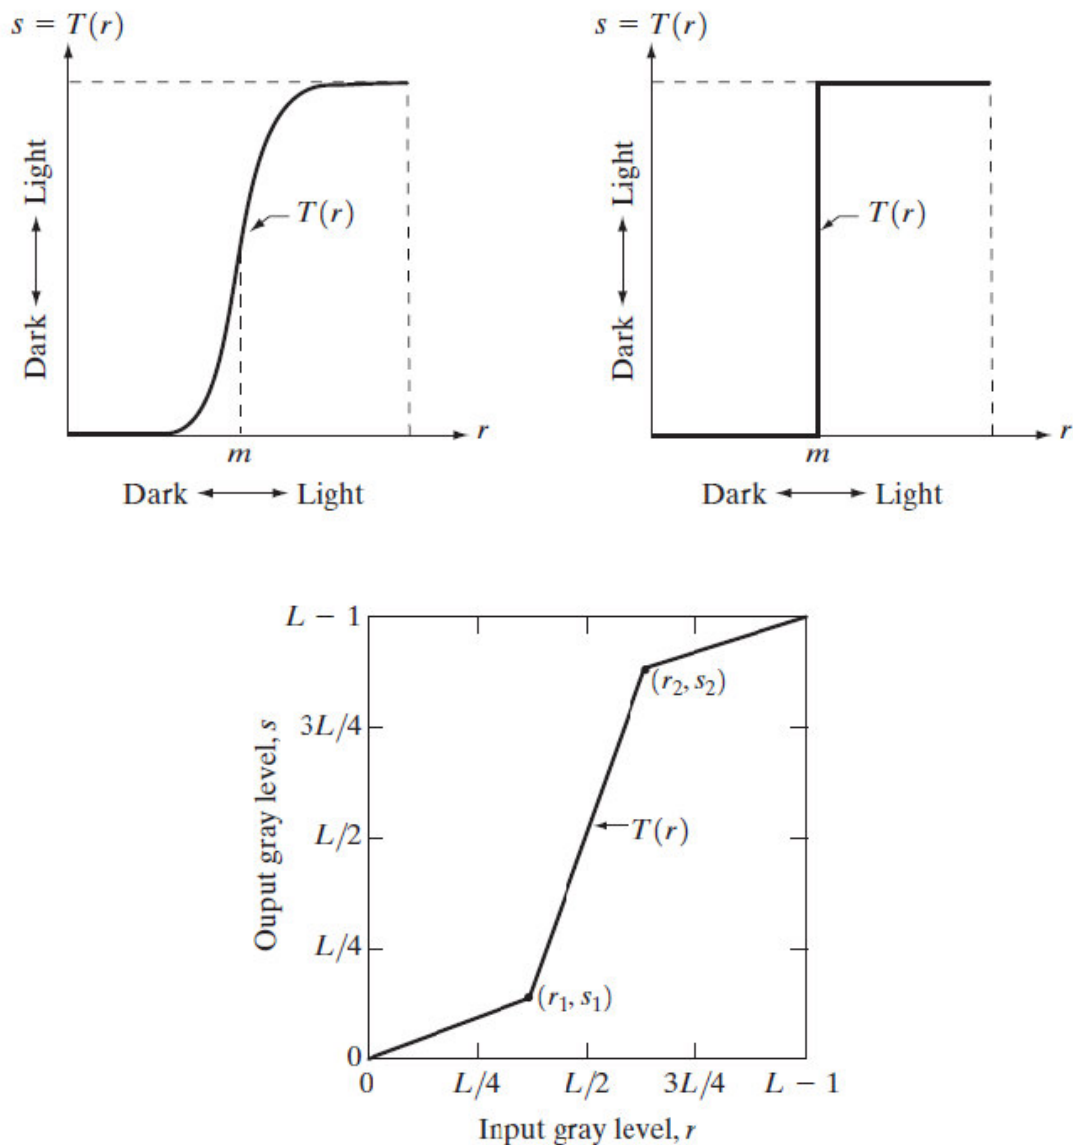 s = T(r)
Light
Dark
T(r)
r
m
Dark Light
s = T(r)
Light
Dark
T(r)
r
m
Dark Light
L − 1
3L/4
L/2
L/4
0
Ouput gray level, s
(r₂, s₂)
T(r)
(r₁, s₁)
0 L/4 L/2 3L/4 L − 1
Input gray level, r